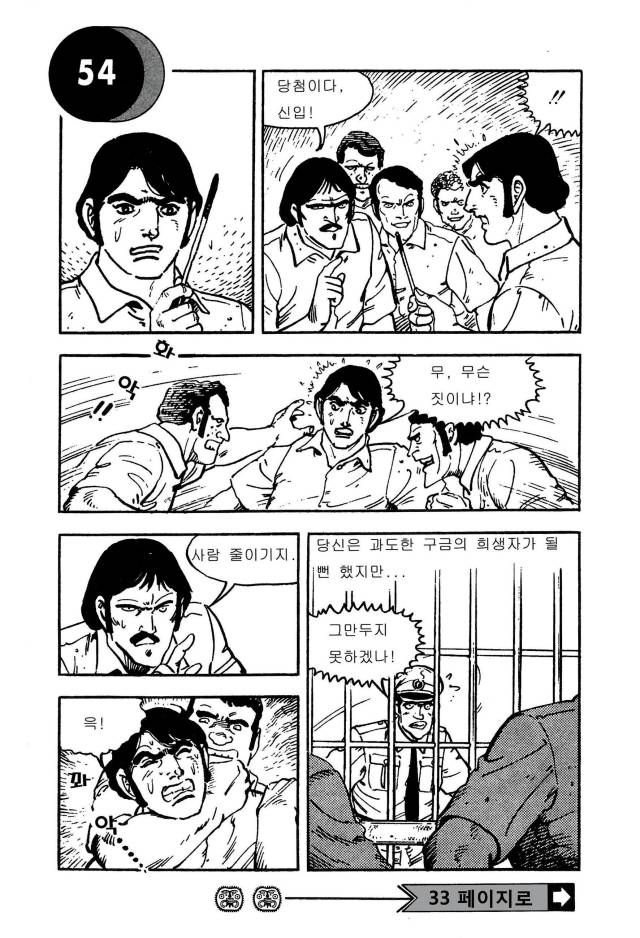 54
당첨이다,
신입!
!!
화
악
!!
무, 무슨
짓이냐!?
사람 줄이기지.
윽!
꽈
악
당신은 과도한 구금의 희생자가 될
뻔 했지만...
그만두지
못하겠나!
33 페이지로